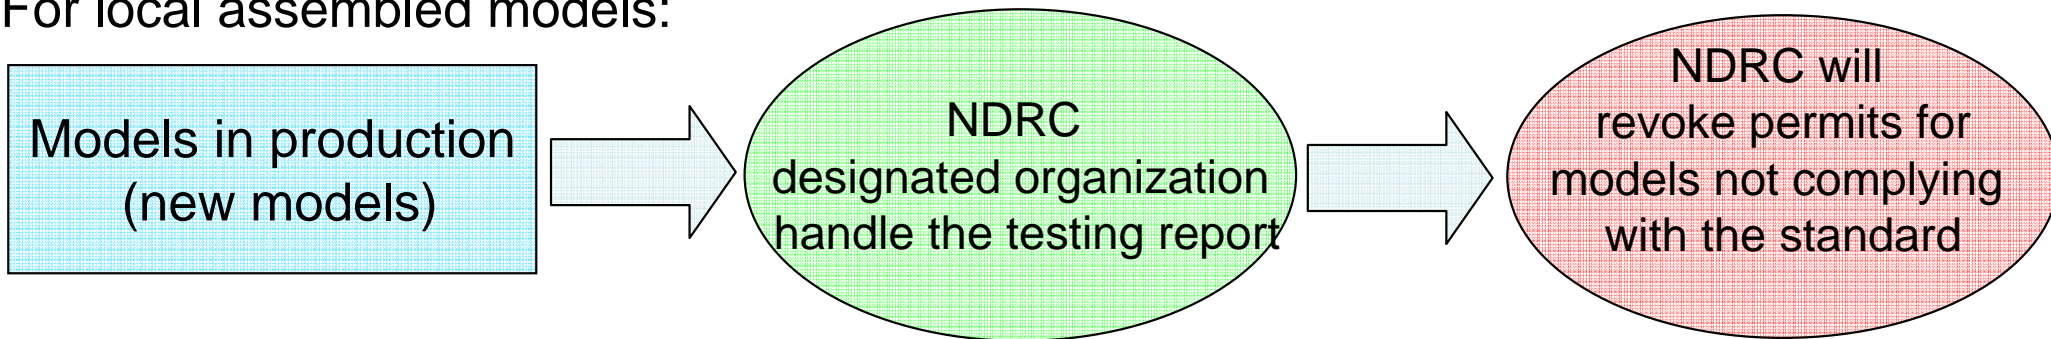 For local assembled models:
Models in production
(new models)
NDRC
designated organization
handle the testing report
NDRC will
revoke permits for
models not complying
with the standard